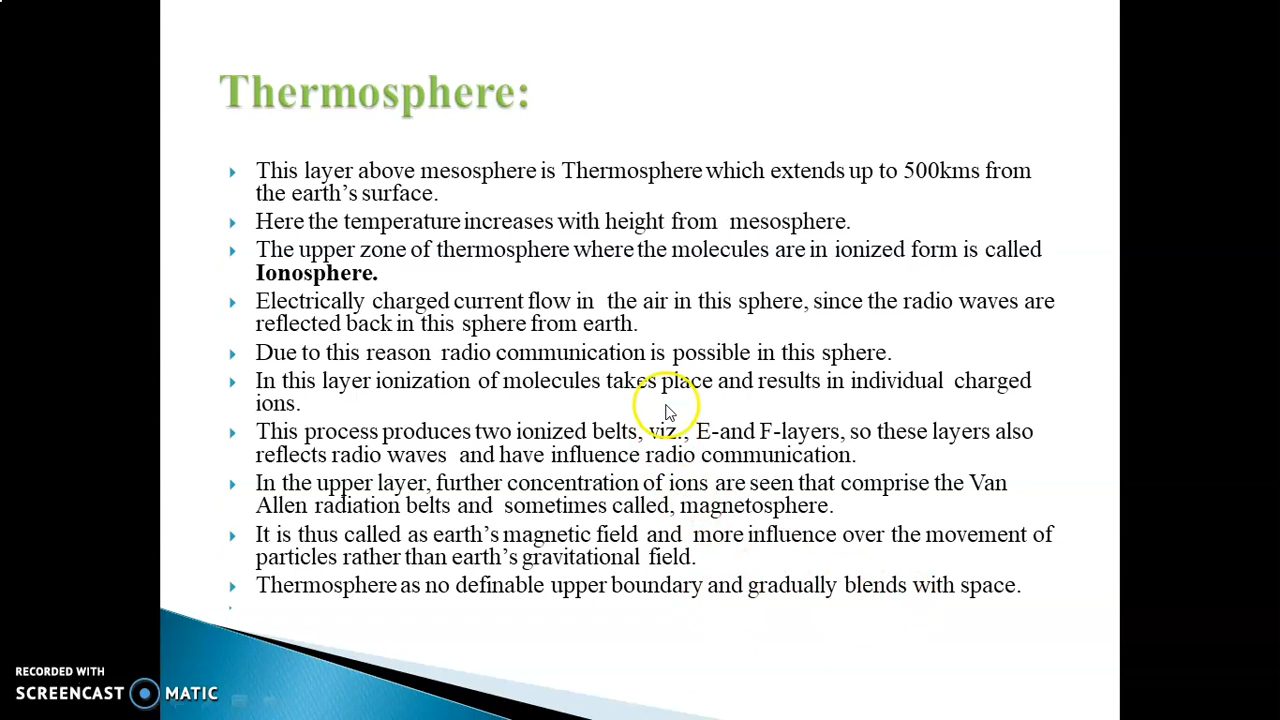 Thermosphere:
This layer above mesosphere is Thermosphere which extends up to 500kms from
the earth's surface.
Here the temperature increases with height from mesosphere.
The upper zone of thermosphere where the molecules are in ionized form is called
Ionosphere.
Electrically charged current flow in the air in this sphere, since the radio waves are
reflected back in this sphere from earth.
Due to this reason radio communication is possible in this sphere.
In this layer ionization of molecules takes place and results in individual charged
ions.
This process produces two ionized belts, viz., E-and F-layers, so these layers also
reflects radio waves and have influence radio communication.
In the upper layer, further concentration of ions are seen that comprise the Van
Allen radiation belts and sometimes called, magnetosphere.
It is thus called as earth's magnetic field and more influence over the movement of
particles rather than earth's gravitational field.
Thermosphere as no definable upper boundary and gradually blends with space.
RECORDED WITH
SCREENCAST MATIC